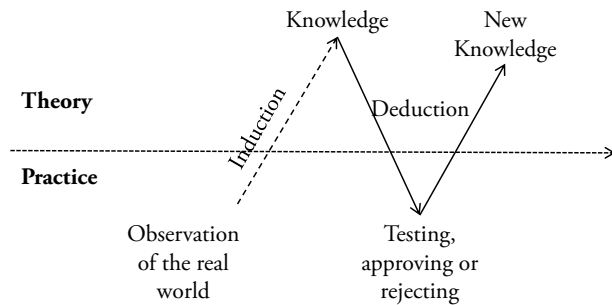 Knowledge
New
Knowledge
Theory
Induction
Deduction
Practice
Observation
of the real
world
Testing,
approving or
rejecting